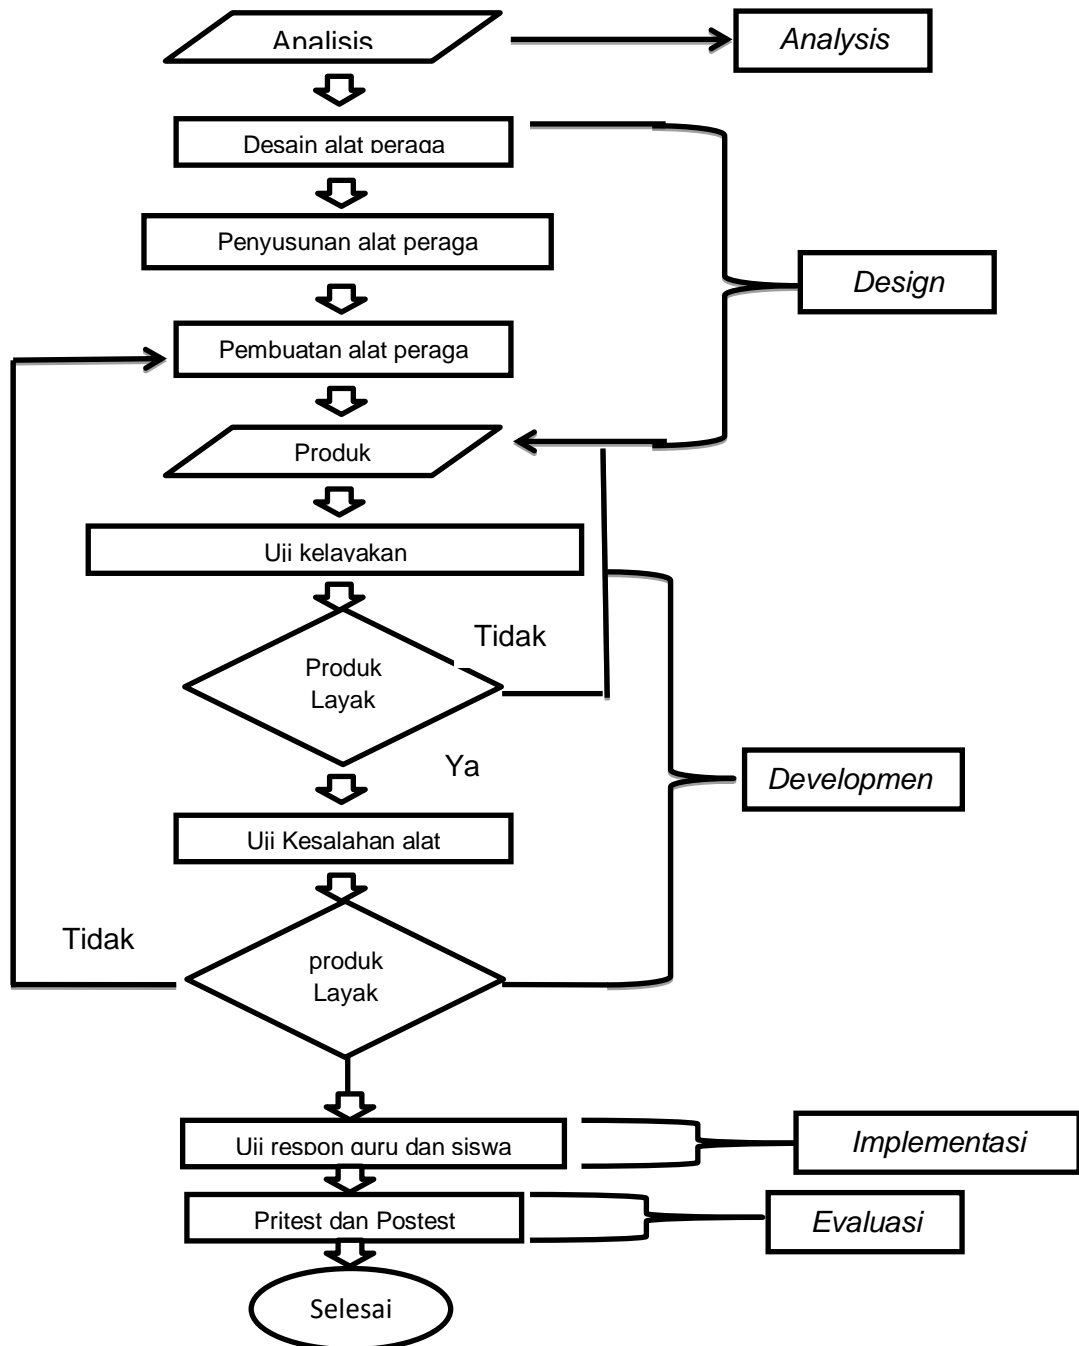 Analisis
Analysis
Desain alat peraga
Penyusunan alat peraga
Design
Pembuatan alat peraga
Produk
Uji kelayakan
Tidak
Produk
Layak
Ya
Developmen
Uji Kesalahan alat
Tidak
produk
Layak
Uji respon guru dan siswa
Implementasi
Pritest dan Postest
Evaluasi
Selesai